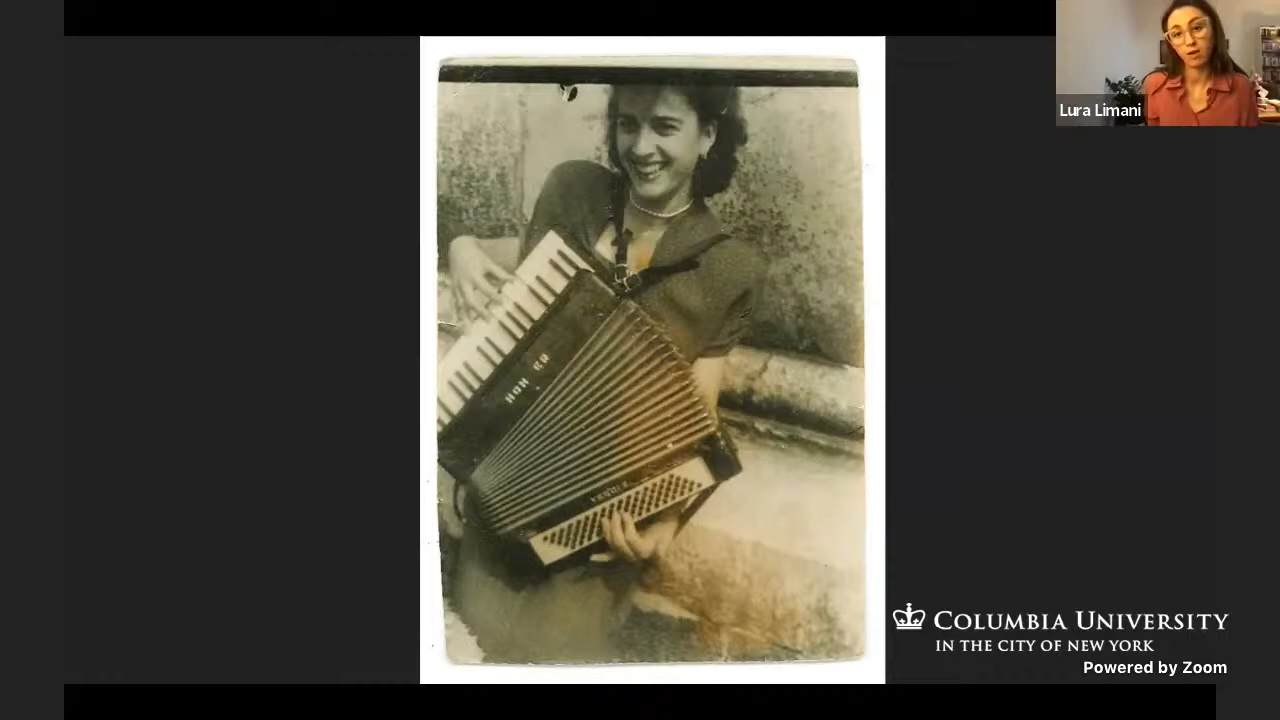 Lura Limani
COLUMBIA UNIVERSITY
IN THE CITY OF NEW YORK
Powered by Zoom